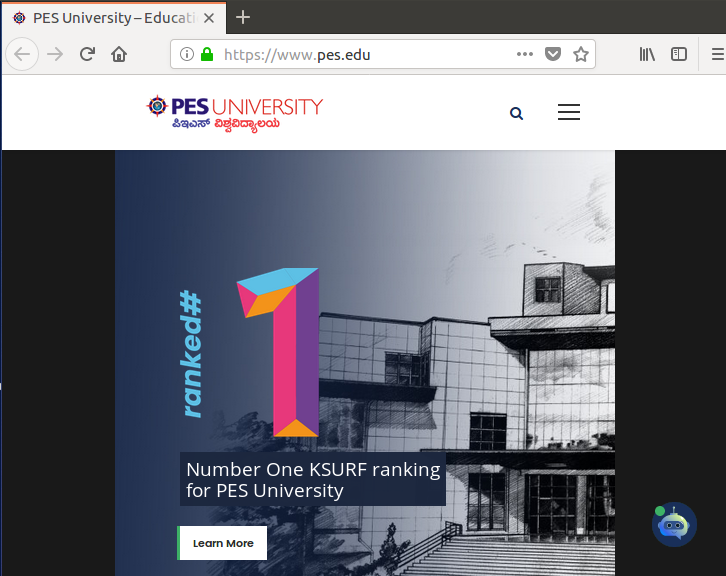 PES University – Educati
https://www.pes.edu
PES UNIVERSITY
ಪಿಇಎಸ್ ವಿಶ್ವವಿದ್ಯಾಲಯ
ranked#
1
Number One KSURF ranking
for PES University
Learn More